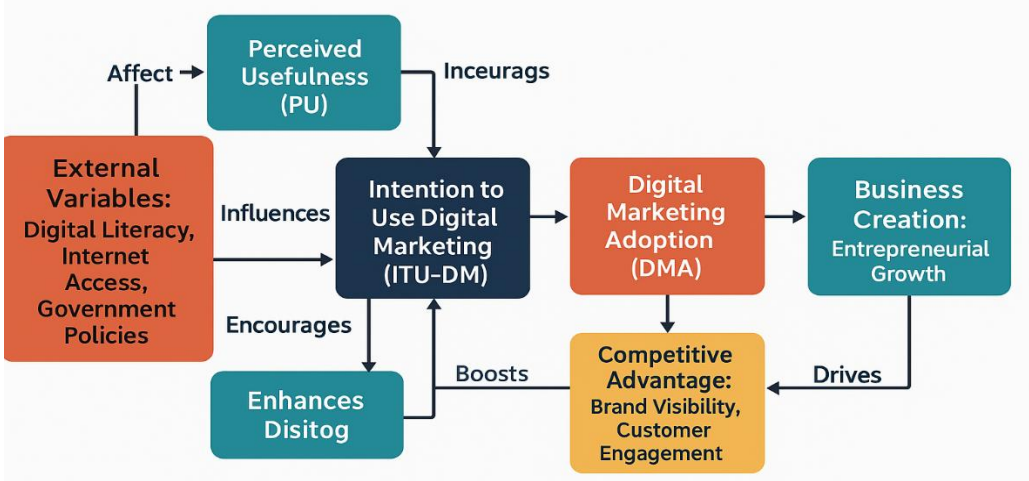 Perceived
Usefulness
(PU)
Affect
Inceurags
External
Variables:
Digital Literacy,
Internet
Access,
Government
Policies
Influences
Intention to
Use Digital
Marketing
(ITU-DM)
Digital
Marketing
Adoption
(DMA)
Business
Creation:
Entrepreneurial
Growth
Encourages
Enhances
Disitog
Boosts
Competitive
Advantage:
Brand Visibility,
Customer
Engagement
Drives